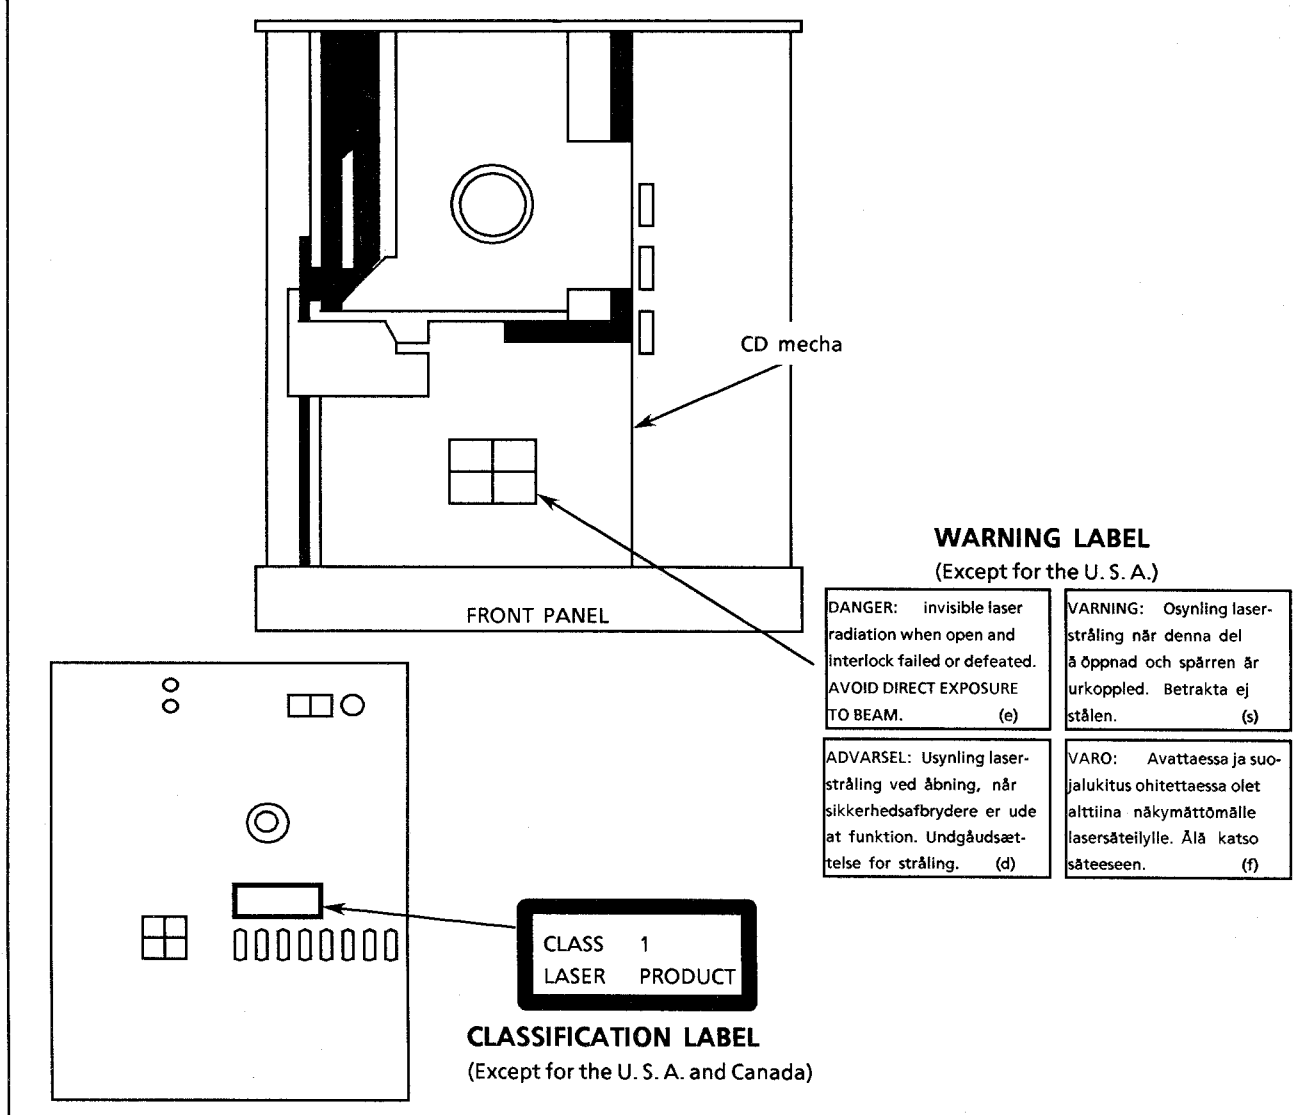 CD mecha
FRONT PANEL
WARNING LABEL
(Except for the U. S. A.)
DANGER: invisible laser
radiation when open and
interlock failed or defeated.
AVOID DIRECT EXPOSURE
TO BEAM. (e)
VARNING: Osynling laser-
stråling när denna del
ä öppnad och spärren är
urkoppled. Betrakta ej
stålen. (s)
ADVARSEL: Usynling laser-
stråling ved åbning, når
sikkerhedsafbrydere er ude
at funktion. Undgåudsæt-
telse for stråling. (d)
VARO: Avattaessa ja suo-
jalukitus ohitettaessa olet
alttiina näkymättömälle
lasersäteilylle. Älä katso
säteeseen. (f)
CLASS 1
LASER PRODUCT
CLASSIFICATION LABEL
(Except for the U. S. A. and Canada)